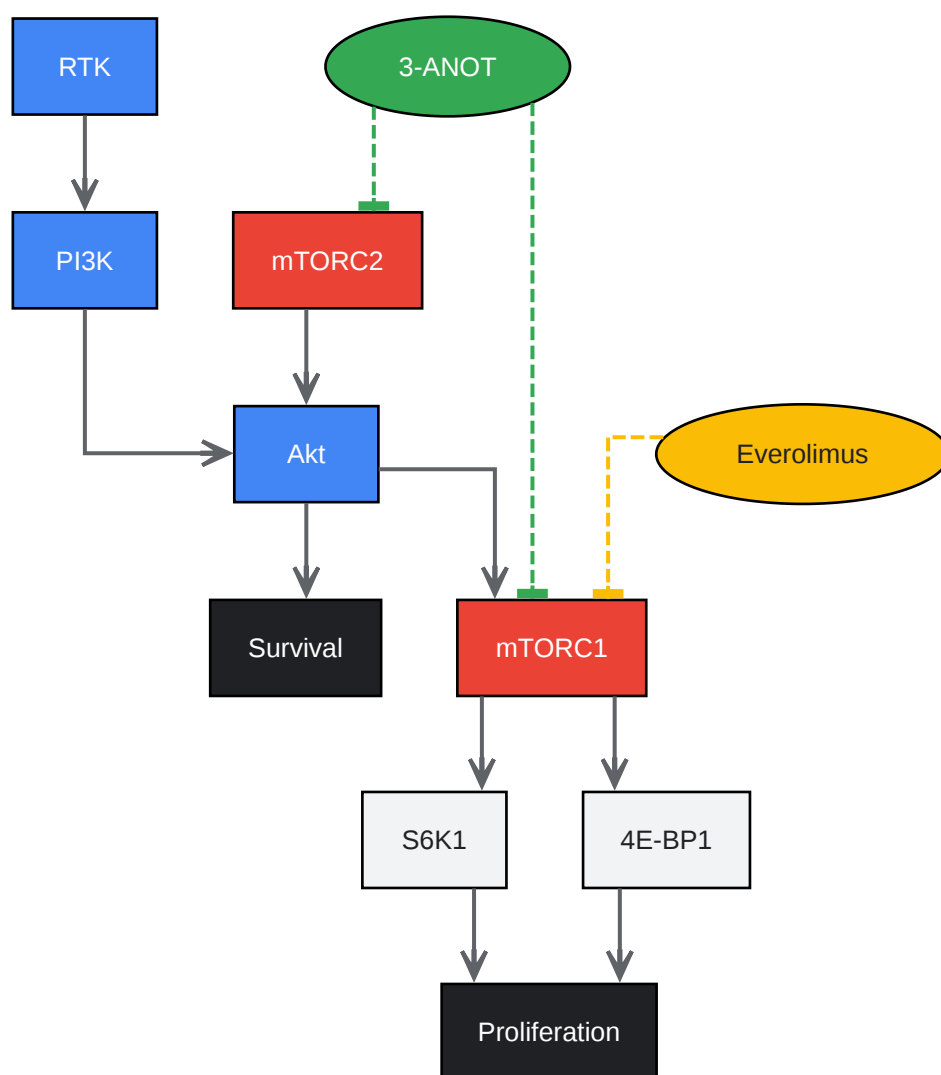 RTK
3-ANOT
PI3K
mTORC2
Akt
Everolimus
Survival
mTORC1
S6K1
4E-BP1
Proliferation